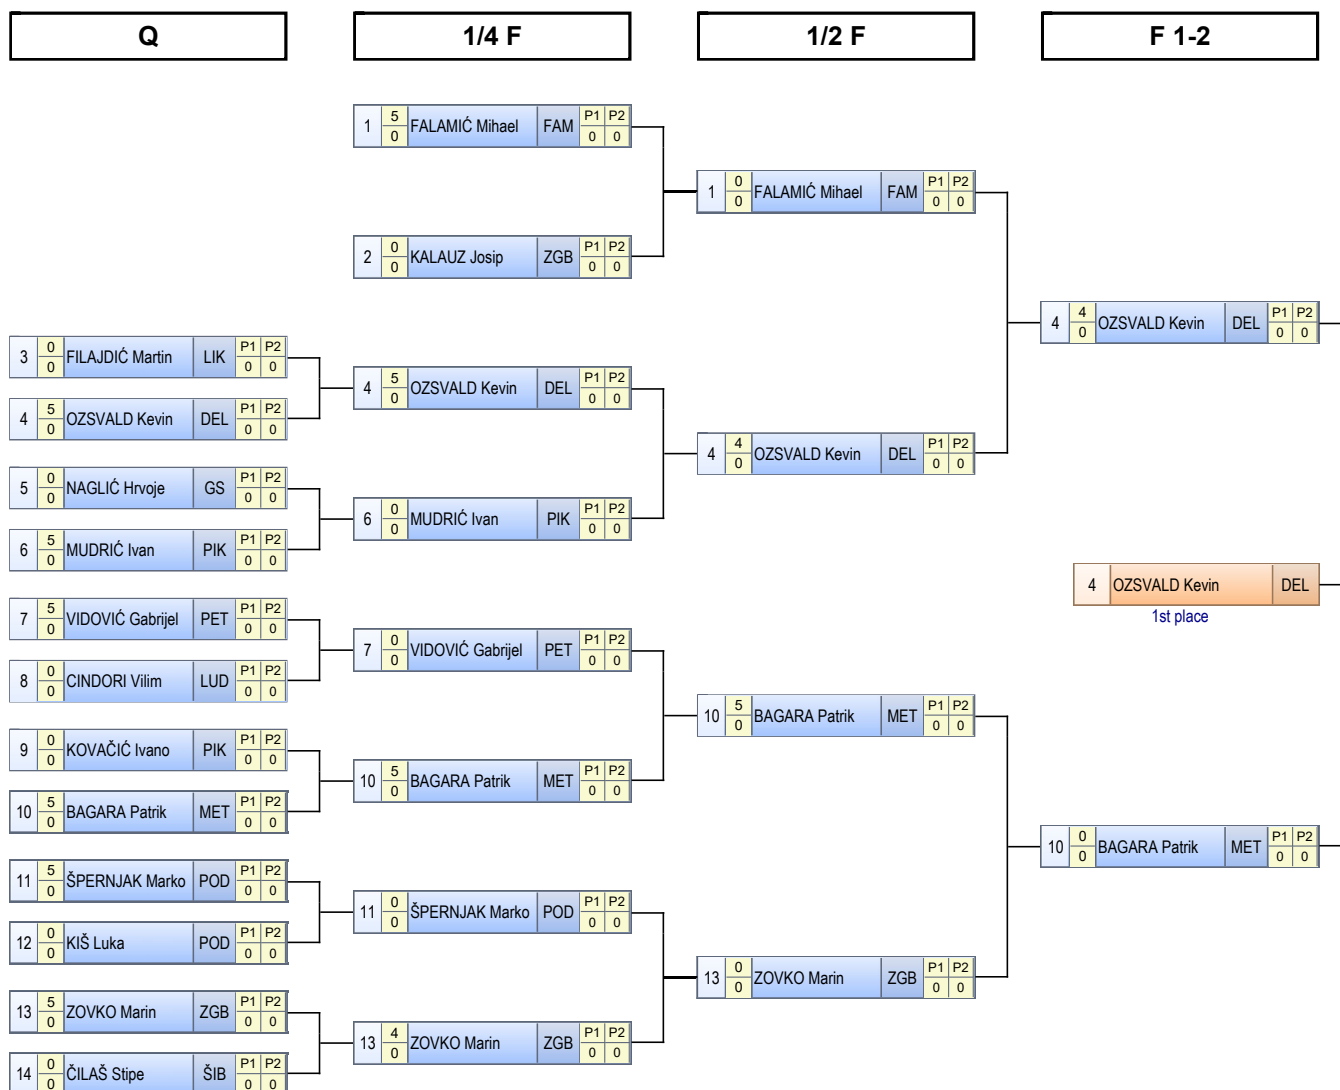 Q
1/4 F
1/2 F
F 1-2
1 5 0 FALAMIĆ Mihael FAM P1 P2 0 0
2 0 0 KALAUZ Josip ZGB P1 P2 0 0
3 0 0 FILAJDIĆ Martin LIK P1 P2 0 0
4 5 0 OZSVALD Kevin DEL P1 P2 0 0
5 0 0 NAGLIĆ Hrvoje GS P1 P2 0 0
6 5 0 MUDRIĆ Ivan PIK P1 P2 0 0
7 5 0 VIDOVIĆ Gabrijel PET P1 P2 0 0
8 0 0 CINDORI Vilim LUD P1 P2 0 0
9 0 0 KOVAČIĆ Ivano PIK P1 P2 0 0
10 5 0 BAGARA Patrik MET P1 P2 0 0
11 5 0 ŠPERNJAK Marko POD P1 P2 0 0
12 0 0 KIŠ Luka POD P1 P2 0 0
13 5 0 ZOVKO Marin ZGB P1 P2 0 0
14 0 0 ČILAŠ Stipe ŠIB P1 P2 0 0
4 5 0 OZSVALD Kevin DEL P1 P2 0 0
6 0 0 MUDRIĆ Ivan PIK P1 P2 0 0
7 0 0 VIDOVIĆ Gabrijel PET P1 P2 0 0
10 5 0 BAGARA Patrik MET P1 P2 0 0
11 0 0 ŠPERNJAK Marko POD P1 P2 0 0
13 4 0 ZOVKO Marin ZGB P1 P2 0 0
1 0 0 FALAMIĆ Mihael FAM P1 P2 0 0
4 4 0 OZSVALD Kevin DEL P1 P2 0 0
10 5 0 BAGARA Patrik MET P1 P2 0 0
13 0 0 ZOVKO Marin ZGB P1 P2 0 0
4 4 0 OZSVALD Kevin DEL P1 P2 0 0
4 OZSVALD Kevin DEL
1st place
10 0 0 BAGARA Patrik MET P1 P2 0 0